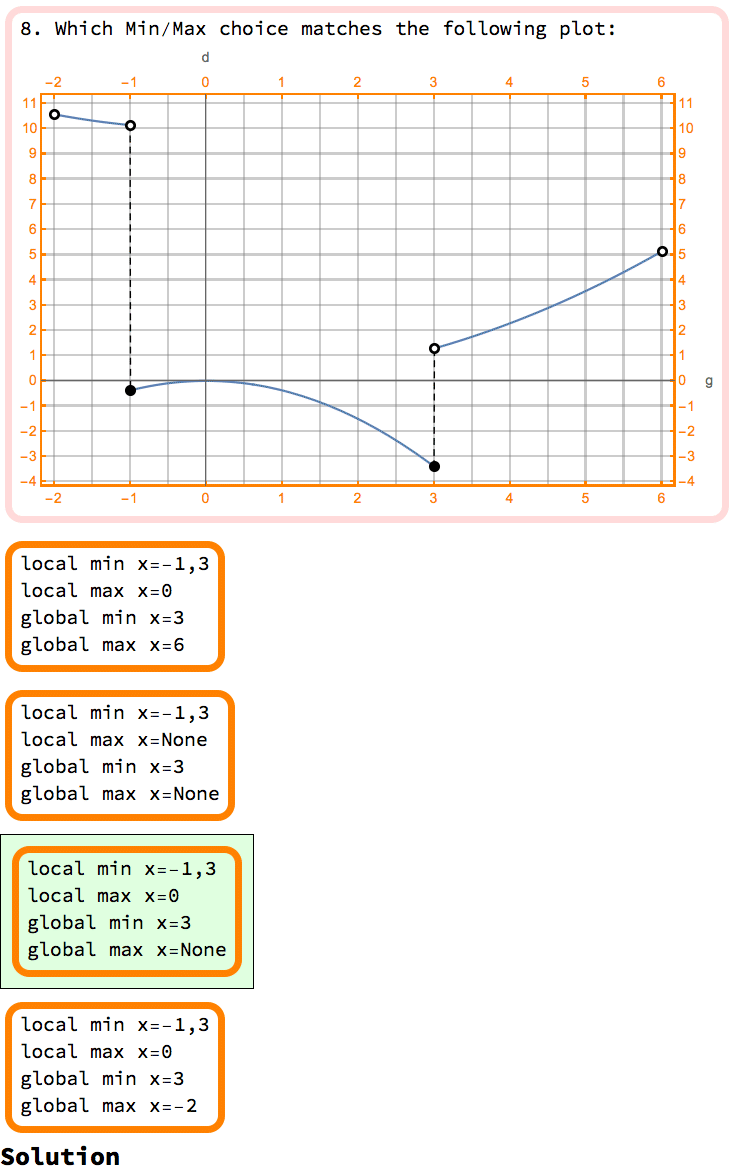 8. Which Min/Max choice matches the following plot:
d
-2 -1 0 1 2 3 4 5 6
11 11
10 10
9 9
8 8
7 7
6 6
5 5
4 4
3 3
2 2
1 1
0 0 g
-1 -1
-2 -2
-3 -3
-4 -4
-2 -1 0 1 2 3 4 5 6
local min x=-1,3
local max x=0
global min x=3
global max x=6
local min x=-1,3
local max x=None
global min x=3
global max x=None
local min x=-1,3
local max x=0
global min x=3
global max x=None
local min x=-1,3
local max x=0
global min x=3
global max x=-2
Solution